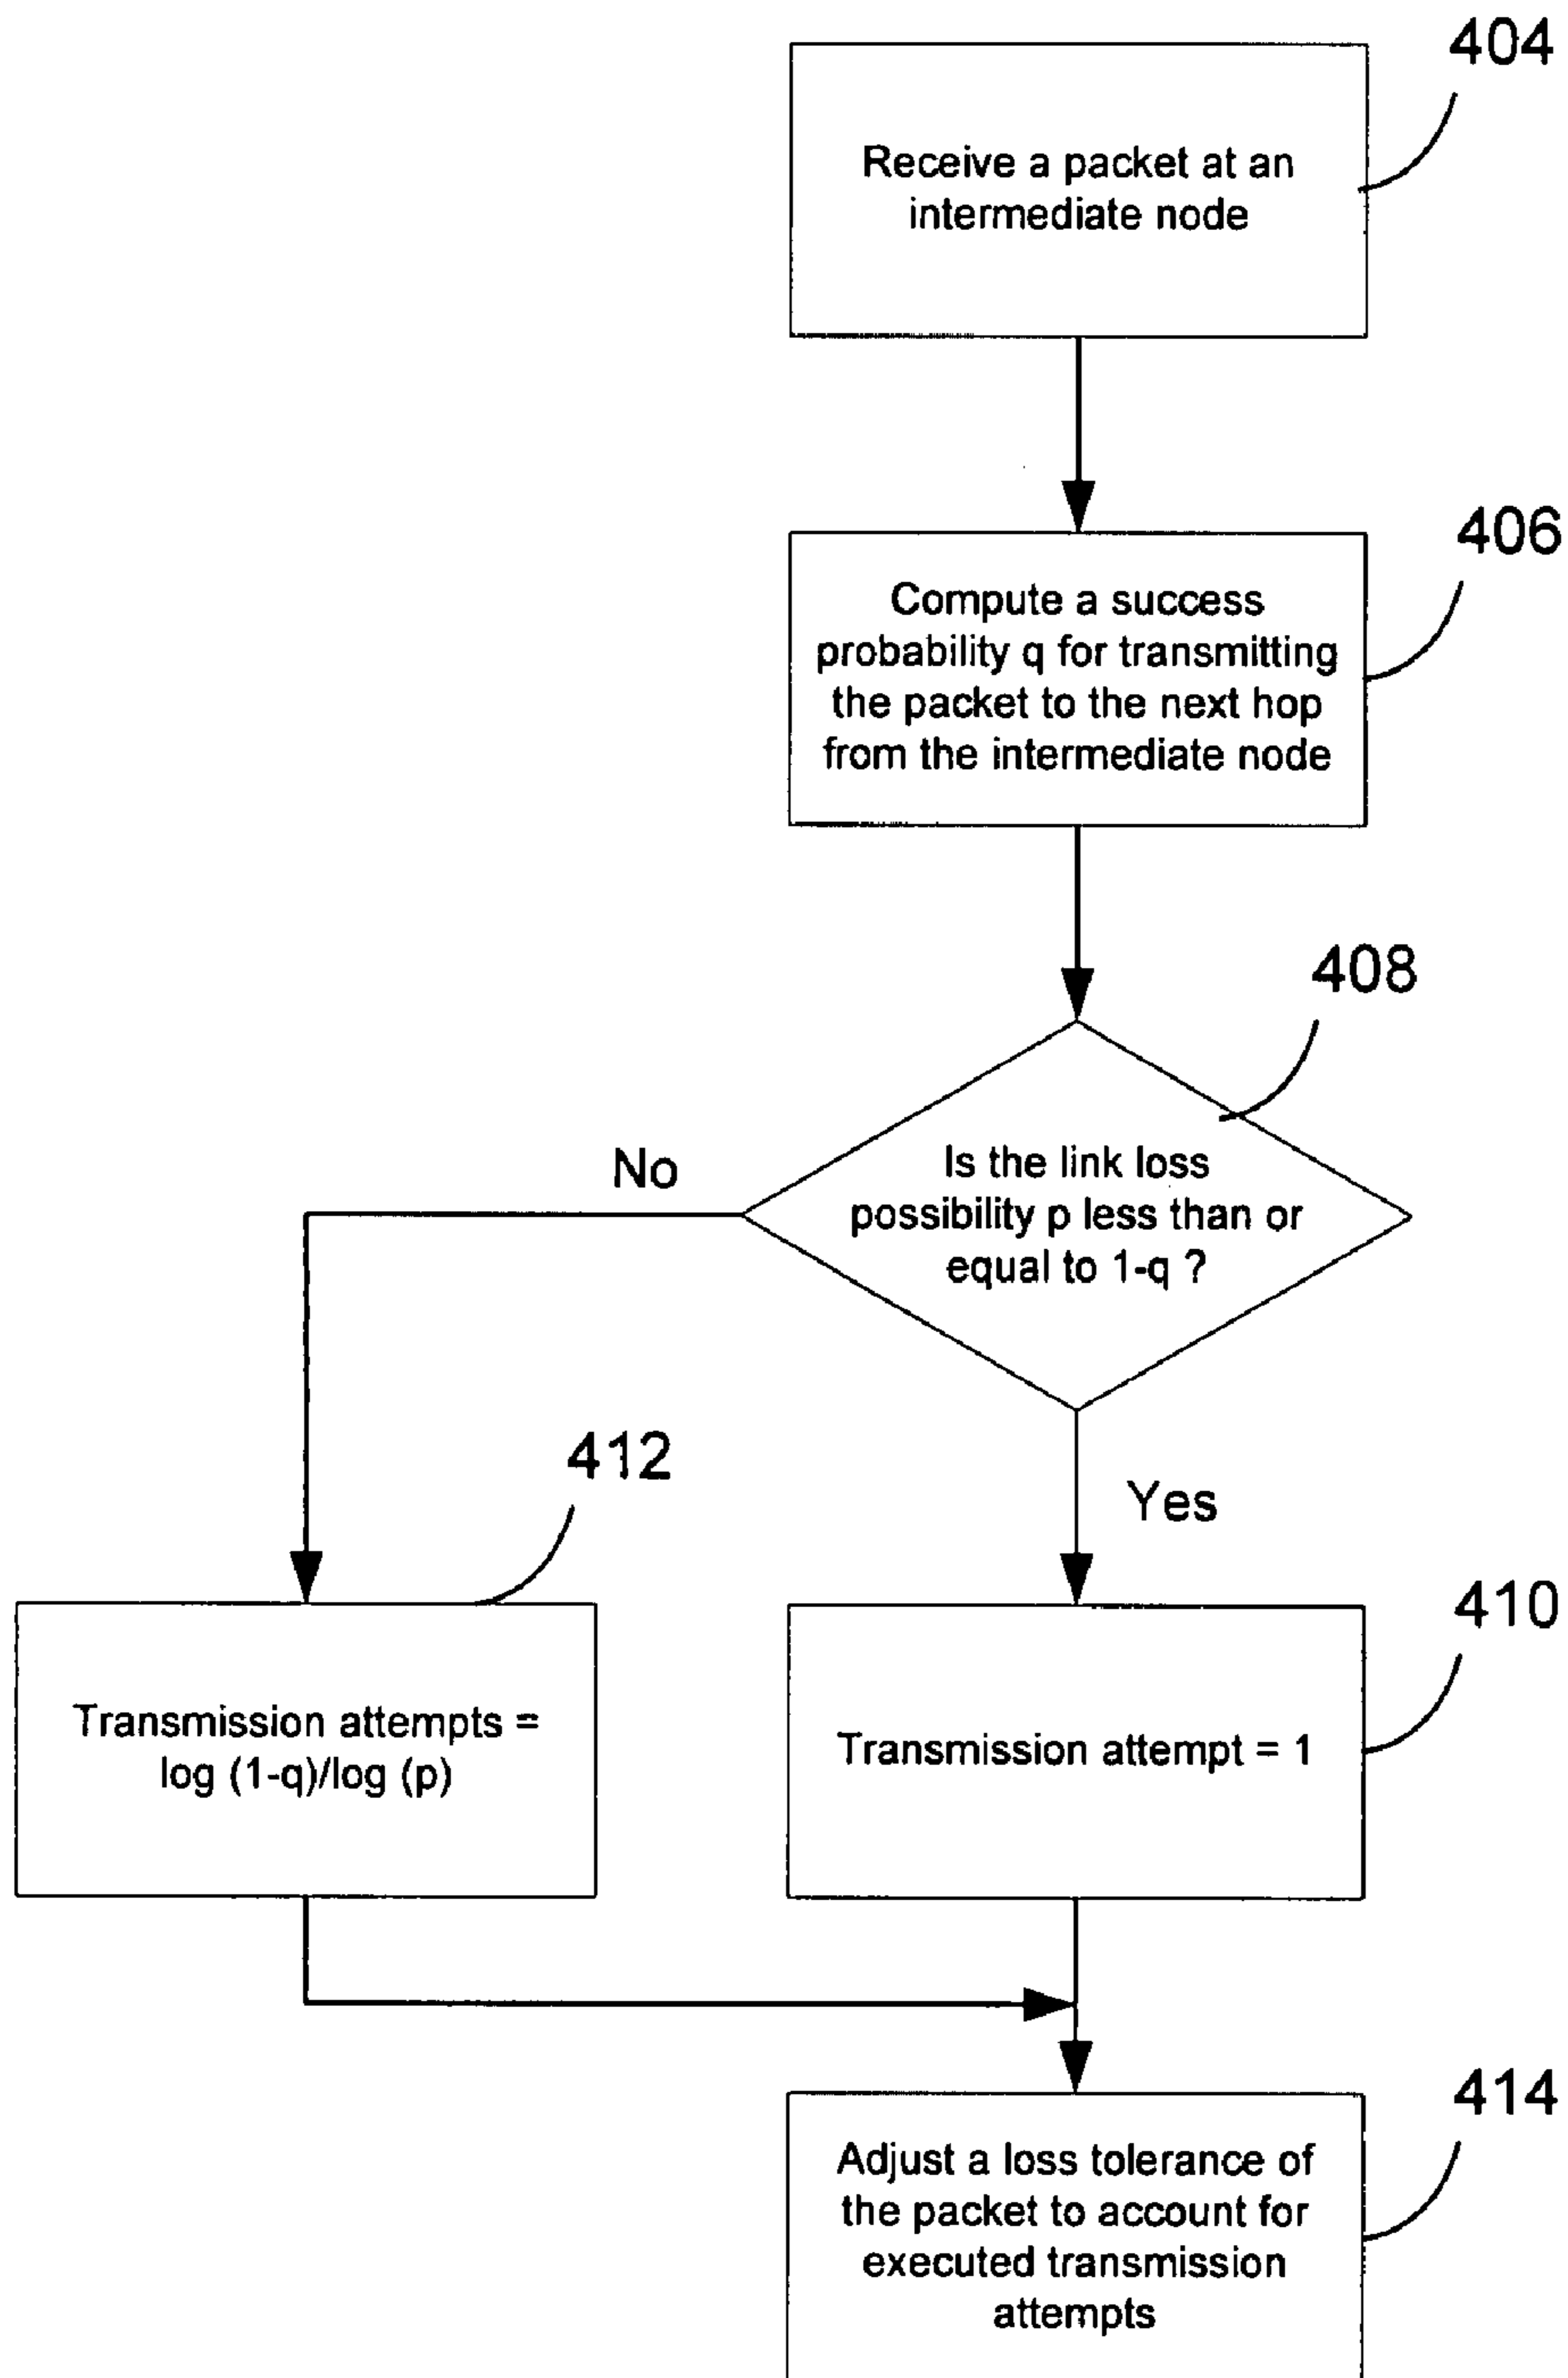 404
Receive a packet at an
intermediate node
406
Compute a success
probability q for transmitting
the packet to the next hop
from the intermediate node
408
Is the link loss
possibility p less than or
equal to 1-q ?
No
Yes
412
Transmission attempts =
log (1-q)/log (p)
410
Transmission attempt = 1
414
Adjust a loss tolerance of
the packet to account for
executed transmission
attempts